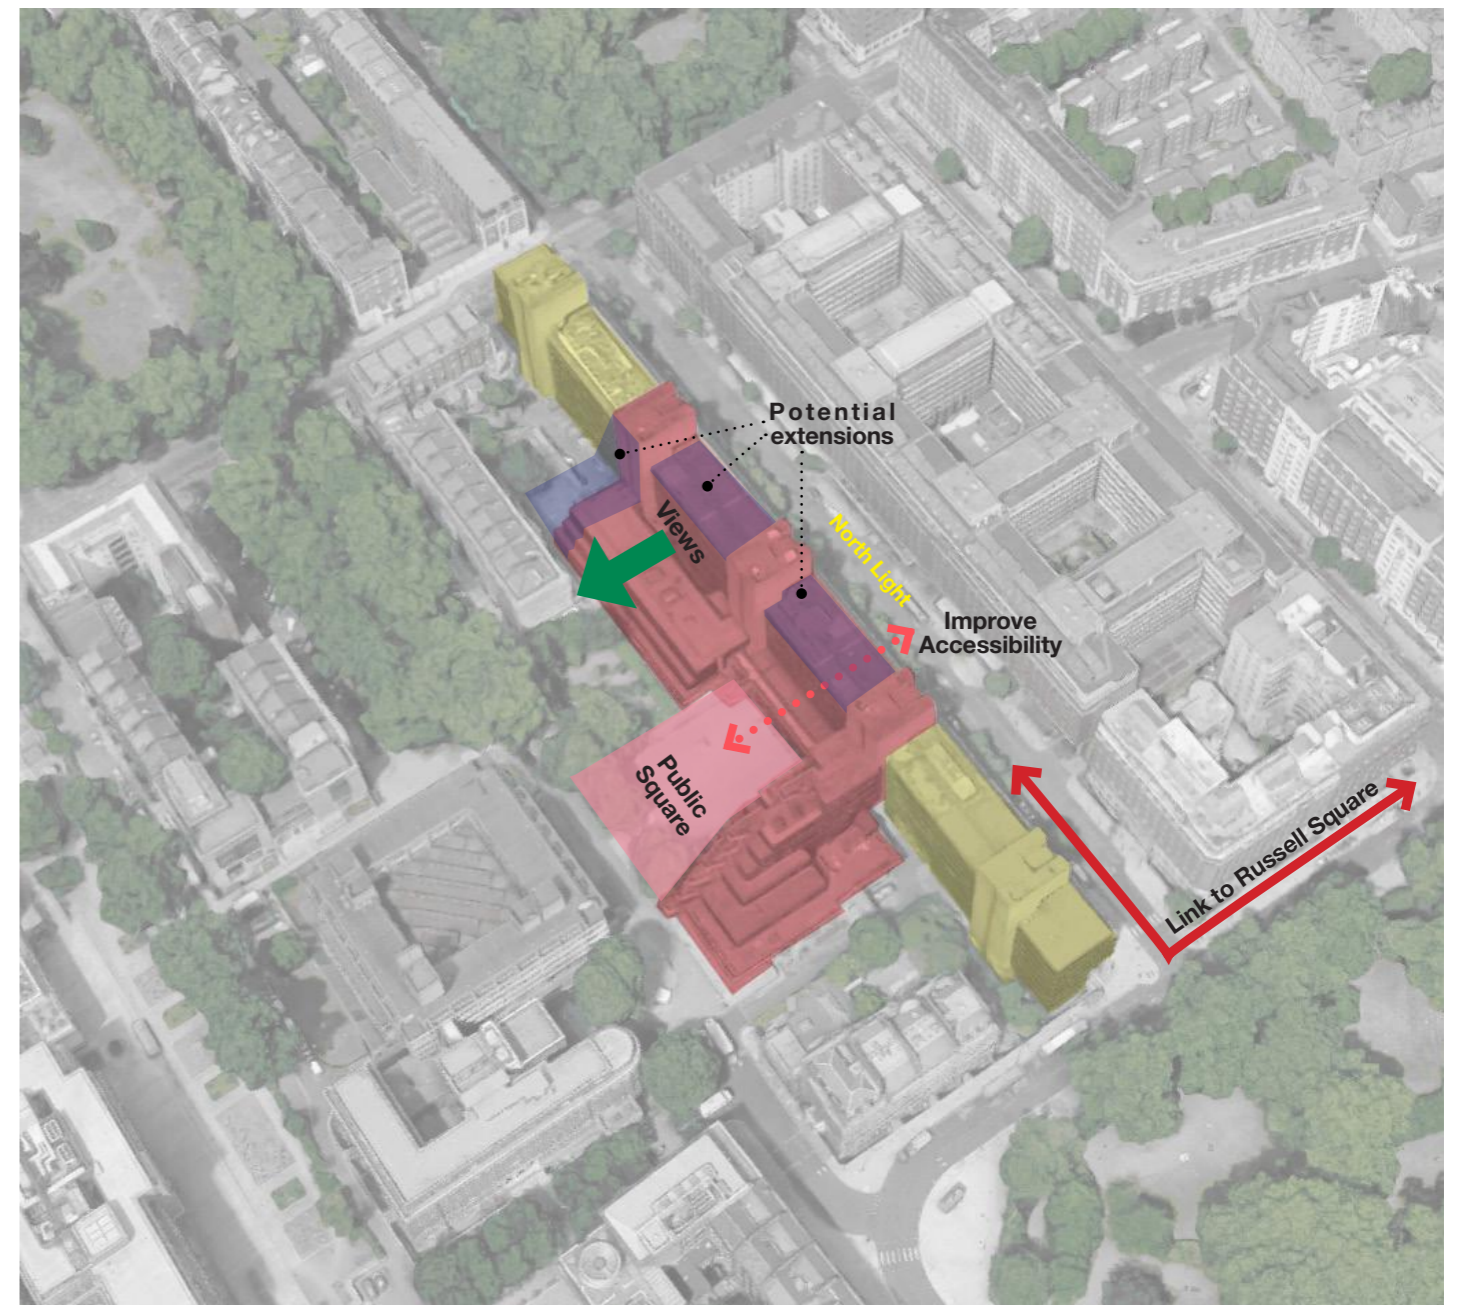 Potential
extensions
Views
North Light
Improve
Accessibility
Public
Square
Link to Russell Square